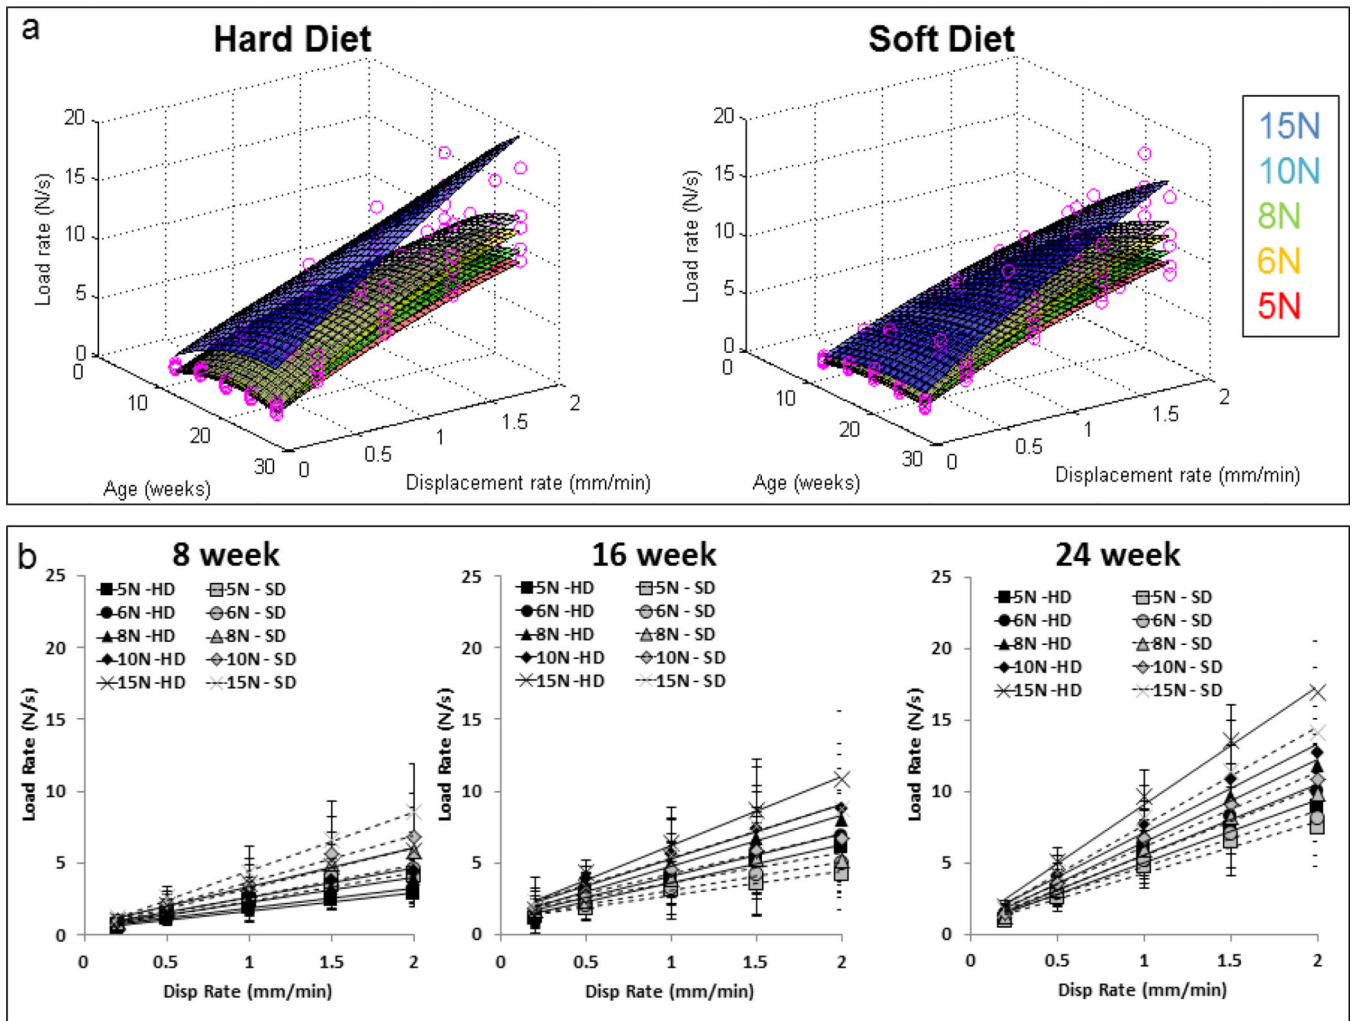 a
Hard Diet
Soft Diet
20
15
10
5
0
0
10
20
30
0
0.5
1
1.5
2
Load rate (N/s)
Age (weeks)
Displacement rate (mm/min)
20
15
10
5
0
0
10
20
30
0
0.5
1
1.5
2
Load rate (N/s)
Age (weeks)
Displacement rate (mm/min)
15N
10N
8N
6N
5N
b
8 week
5N -HD 5N - SD
6N -HD 6N - SD
8N -HD 8N - SD
10N -HD 10N - SD
15N -HD 15N - SD
25
20
15
10
5
0
Load Rate (N/s)
0 0.5 1 1.5 2
Disp Rate (mm/min)
16 week
5N -HD 5N - SD
6N -HD 6N - SD
8N -HD 8N - SD
10N -HD 10N - SD
15N -HD 15N - SD
25
20
15
10
5
0
Load Rate (N/s)
0 0.5 1 1.5 2
Disp Rate (mm/min)
24 week
5N -HD 5N - SD
6N -HD 6N - SD
8N -HD 8N - SD
10N -HD 10N - SD
15N -HD 15N - SD
25
20
15
10
5
0
Load Rate (N/s)
0 0.5 1 1.5 2
Disp Rate (mm/min)